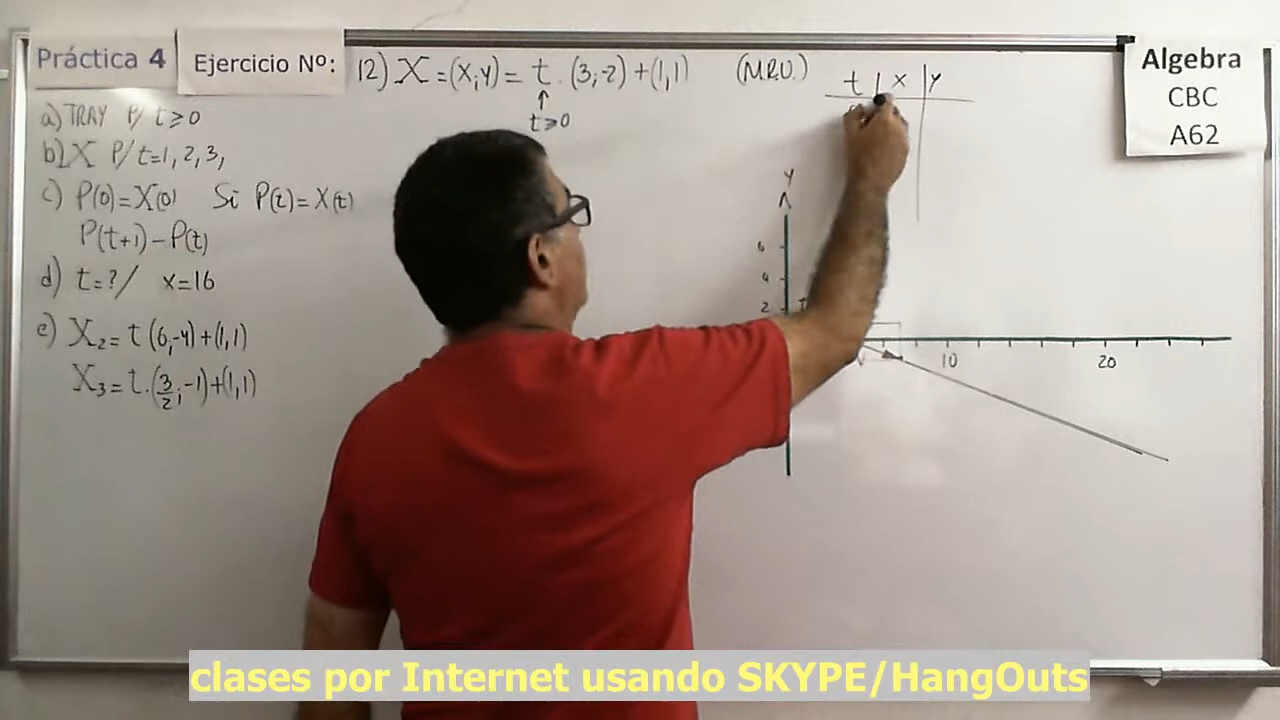 Práctica 4
Ejercicio Nº:
12) X = (x,y) = t . (3,-2) + (1,1) (M.R.U.)
t≥0
a) TRAY P/ t≥0
b) X P/ t=1, 2, 3,
c) P(0) = X(0) Si P(t) = X(t)
P(t+1) - P(t)
d) t=?/ x=16
e) X2 = t (6,-4) + (1,1)
X3 = t . (3/2, -1) + (1,1)
t x y
Y
6
4
2
10 20
Algebra
CBC
A62
clases por Internet usando SKYPE/HangOuts